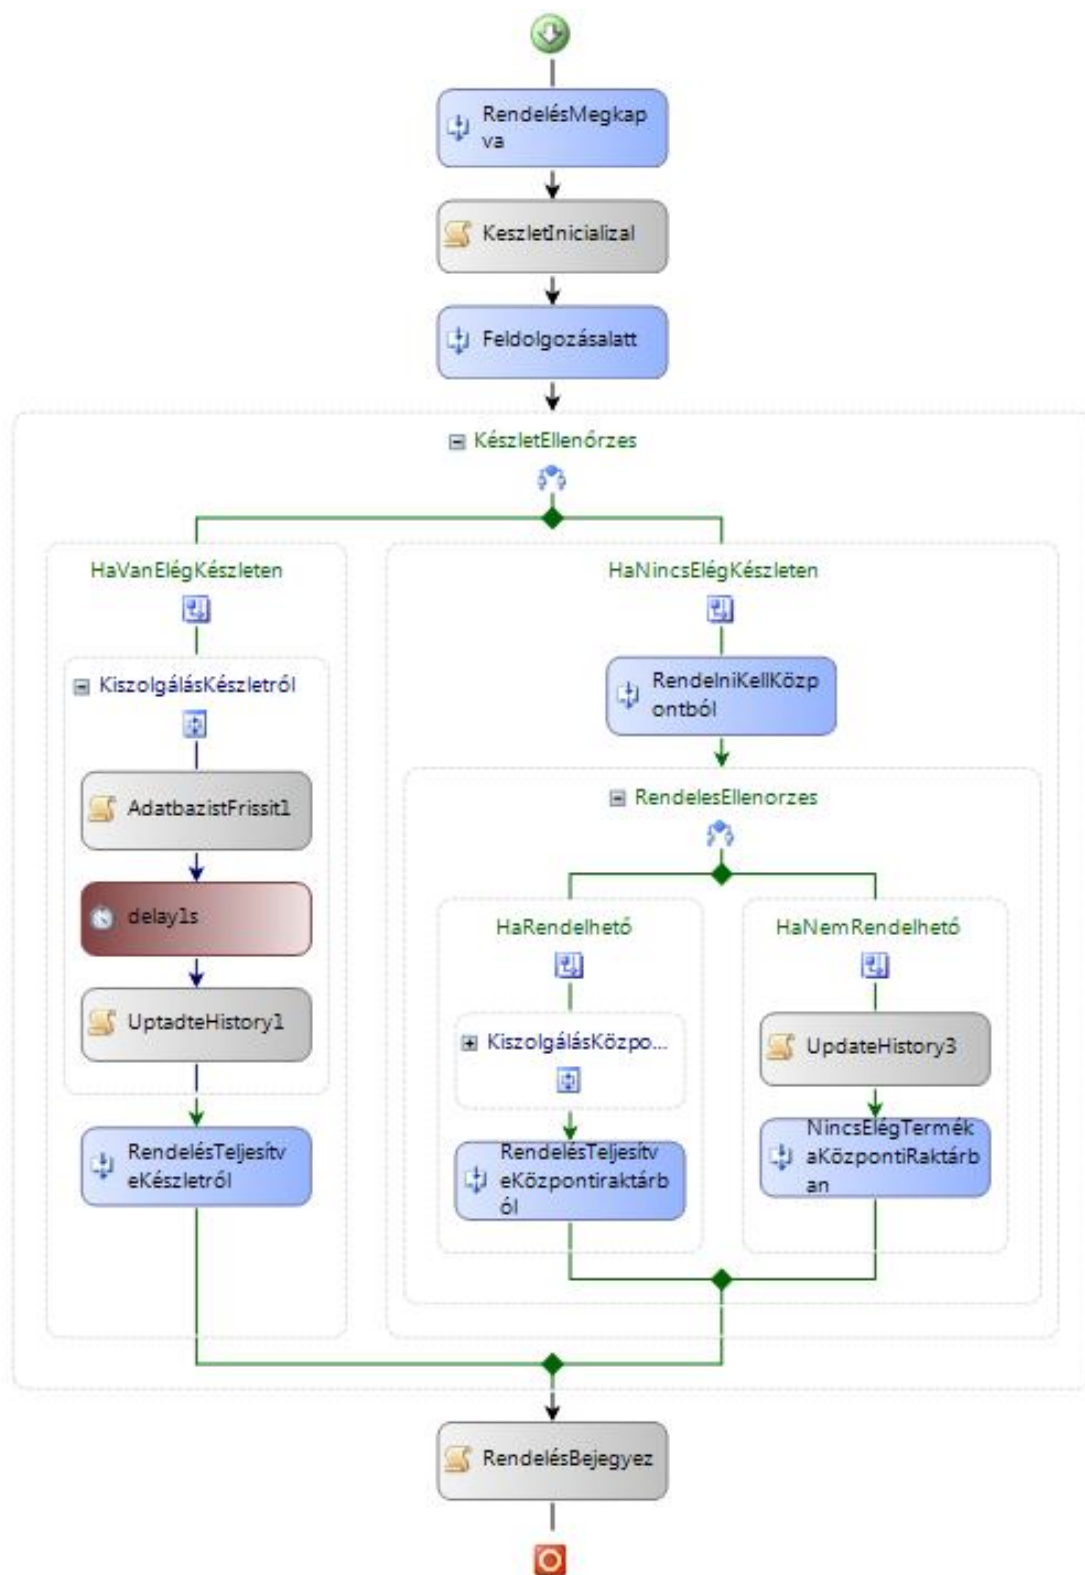 RendelésMegkap
va
KeszletInicializal
Feldolgozásalatt
KészletEllenőrzes
HaVanElégKészleten
KiszolgálásKészletről
AdatbazistFrissit1
delay1s
UptadteHistory1
RendelésTeljesítv
eKészletről
HaNincsElégKészleten
RendelniKellKözp
ontból
RendelesEllenorzes
HaRendelhető
KiszolgálásKözpo...
RendelésTeljesítv
eKözpontiraktárb
ól
HaNemRendelhető
UpdateHistory3
NincsElégTermék
aKözpontiRaktárb
an
RendelésBejegyez